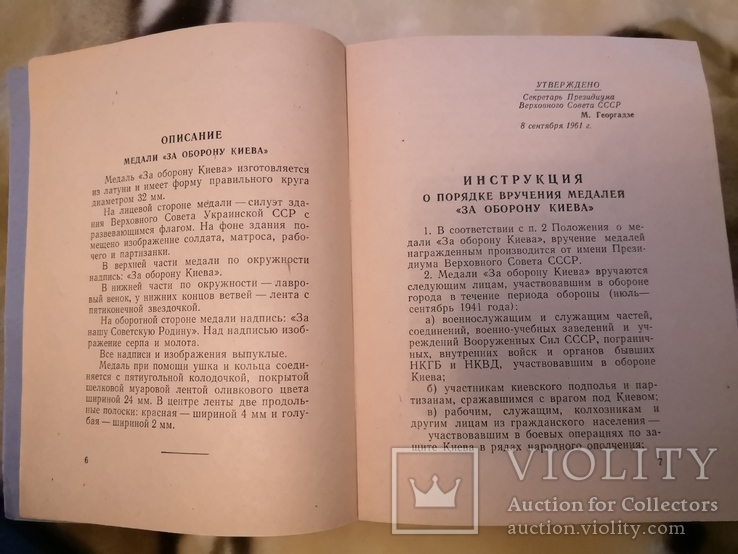 ОПИСАНИЕ
МЕДАЛИ «ЗА ОБОРОНУ КИЕВА»
Медаль «За оборону Киева» изготовляется
из латуни и имеет форму правильного круга
диаметром 32 мм.
На лицевой стороне медали — силуэт зда-
ния Верховного Совета Украинской ССР с
развевающимся флагом. На фоне здания по-
мещено изображение солдата, матроса, рабо-
чего и партизанки.
В верхней части медали по окружности
надпись: «За оборону Киева».
В нижней части по окружности — лавро-
вый венок, у нижних концов ветвей — лента с
пятиконечной звездочкой.
На оборотной стороне медали надпись: «За
нашу Советскую Родину». Над надписью изоб-
ражение серпа и молота.
Все надписи и изображения выпуклые.
Медаль при помощи ушка и кольца соеди-
няется с пятиугольной колодочкой, покрытой
шелковой муаровой лентой оливкового цвета
шириной 24 мм. В центре ленты две продоль-
ные полоски: красная — шириной 4 мм и голу-
бая — шириной 2 мм.
6
УТВЕРЖДЕНО
Секретарь Президиума
Верховного Совета СССР
М. Георгадзе
8 сентября 1961 г.
ИНСТРУКЦИЯ
О ПОРЯДКЕ ВРУЧЕНИЯ МЕДАЛЕЙ
«ЗА ОБОРОНУ КИЕВА»
1. В соответствии с п. 2 Положения о ме-
дали «За оборону Киева», вручение медалей
награжденным производится от имени Прези-
диума Верховного Совета СССР.
2. Медали «За оборону Киева» вручаются
следующим лицам, участвовавшим в обороне
города в течение периода обороны (июль—
сентябрь 1941 года):
а) военнослужащим и служащим частей,
соединений, военно-учебных заведений и уч-
реждений Вооруженных Сил СССР, погранич-
ных, внутренних войск и органов бывших
НКГБ и НКВД, участвовавшим в обороне
Киева;
б) участникам киевского подполья и пар-
тизанам, сражавшимся с врагом под Киевом;
в) рабочим, служащим, колхозникам и
другим лицам из гражданского населения —
— участвовавшим в боевых операциях по за-
щите Киева в рядах народного ополчения;
7
VIOLITY
Auction for Collectors
auction.violity.com